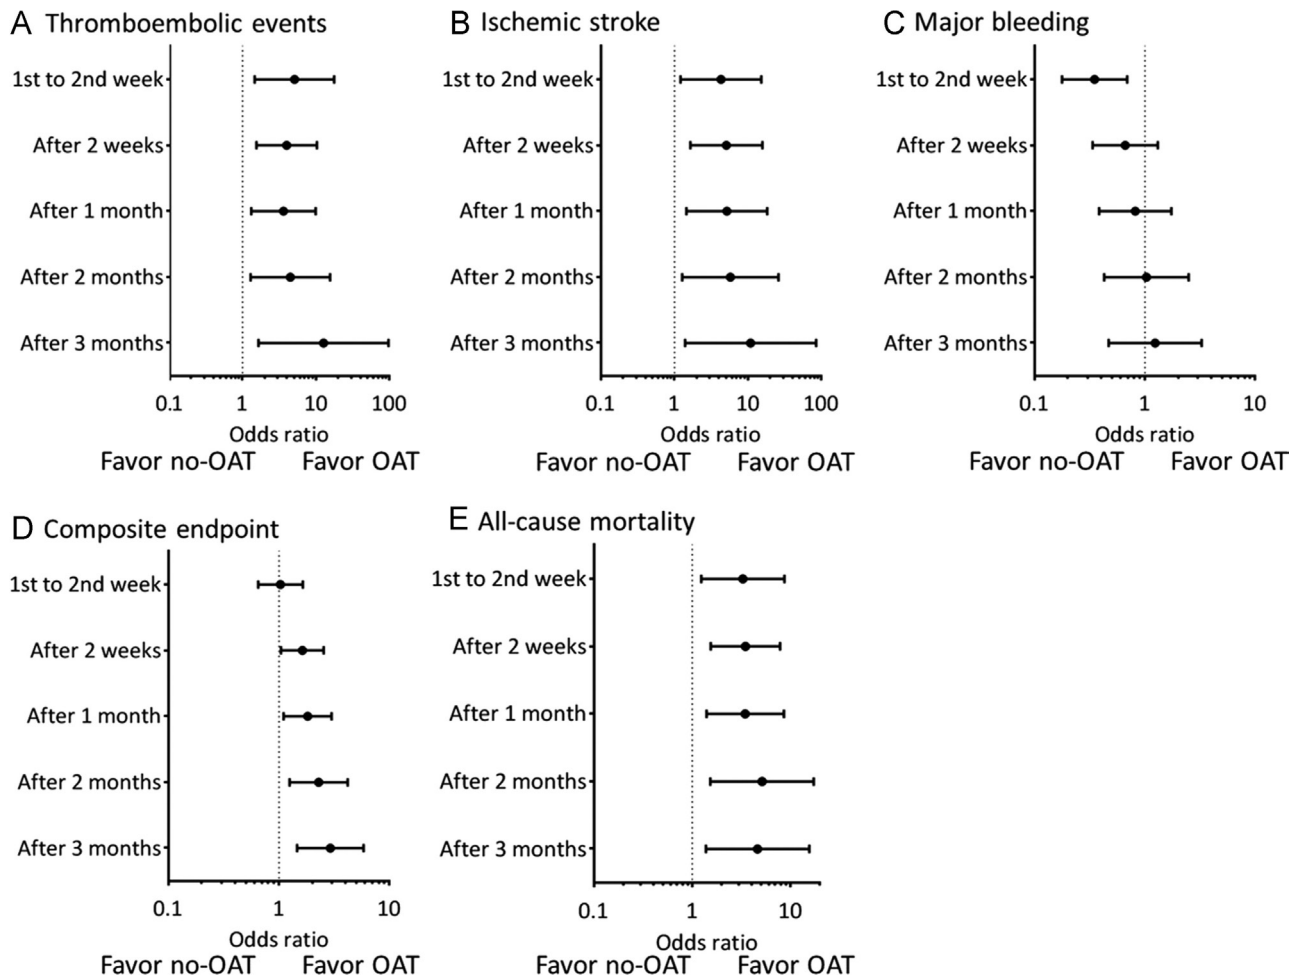 A Thromboembolic events
1st to 2nd week
After 2 weeks
After 1 month
After 2 months
After 3 months
0.1 1 10 100
Odds ratio
Favor no-OAT Favor OAT
B Ischemic stroke
1st to 2nd week
After 2 weeks
After 1 month
After 2 months
After 3 months
0.1 1 10 100
Odds ratio
Favor no-OAT Favor OAT
C Major bleeding
1st to 2nd week
After 2 weeks
After 1 month
After 2 months
After 3 months
0.1 1 10
Odds ratio
Favor no-OAT Favor OAT
D Composite endpoint
1st to 2nd week
After 2 weeks
After 1 month
After 2 months
After 3 months
0.1 1 10
Odds ratio
Favor no-OAT Favor OAT
E All-cause mortality
1st to 2nd week
After 2 weeks
After 1 month
After 2 months
After 3 months
0.1 1 10
Odds ratio
Favor no-OAT Favor OAT